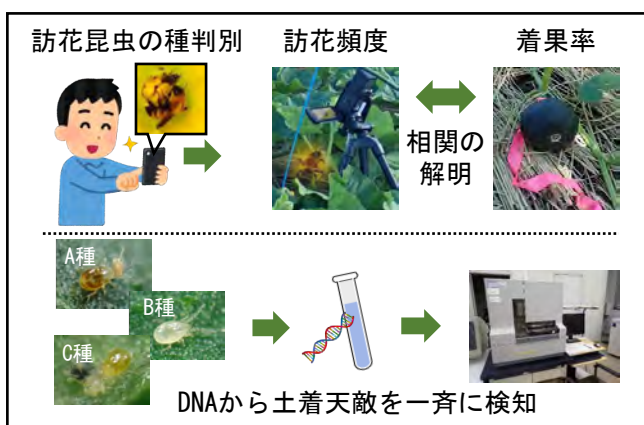 訪花昆虫の種判別
訪花頻度
着果率
相関の
解明
A種
B種
C種
DNAから土着天敵を一斉に検知